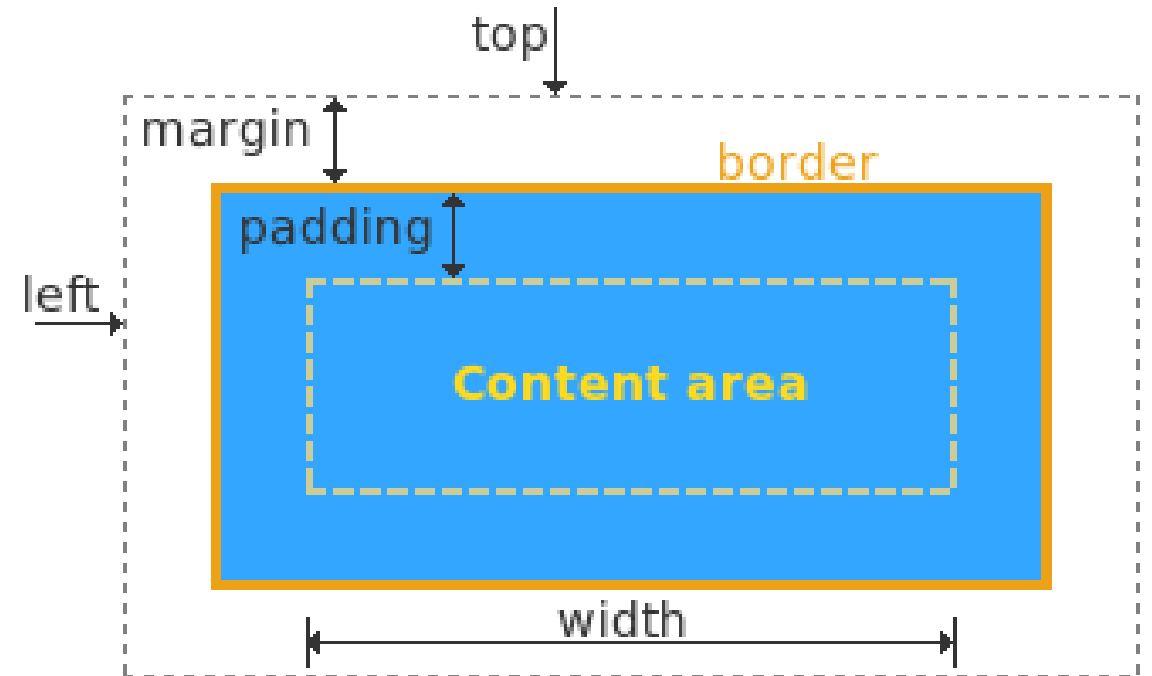 top
margin
border
padding
left
Content area
width